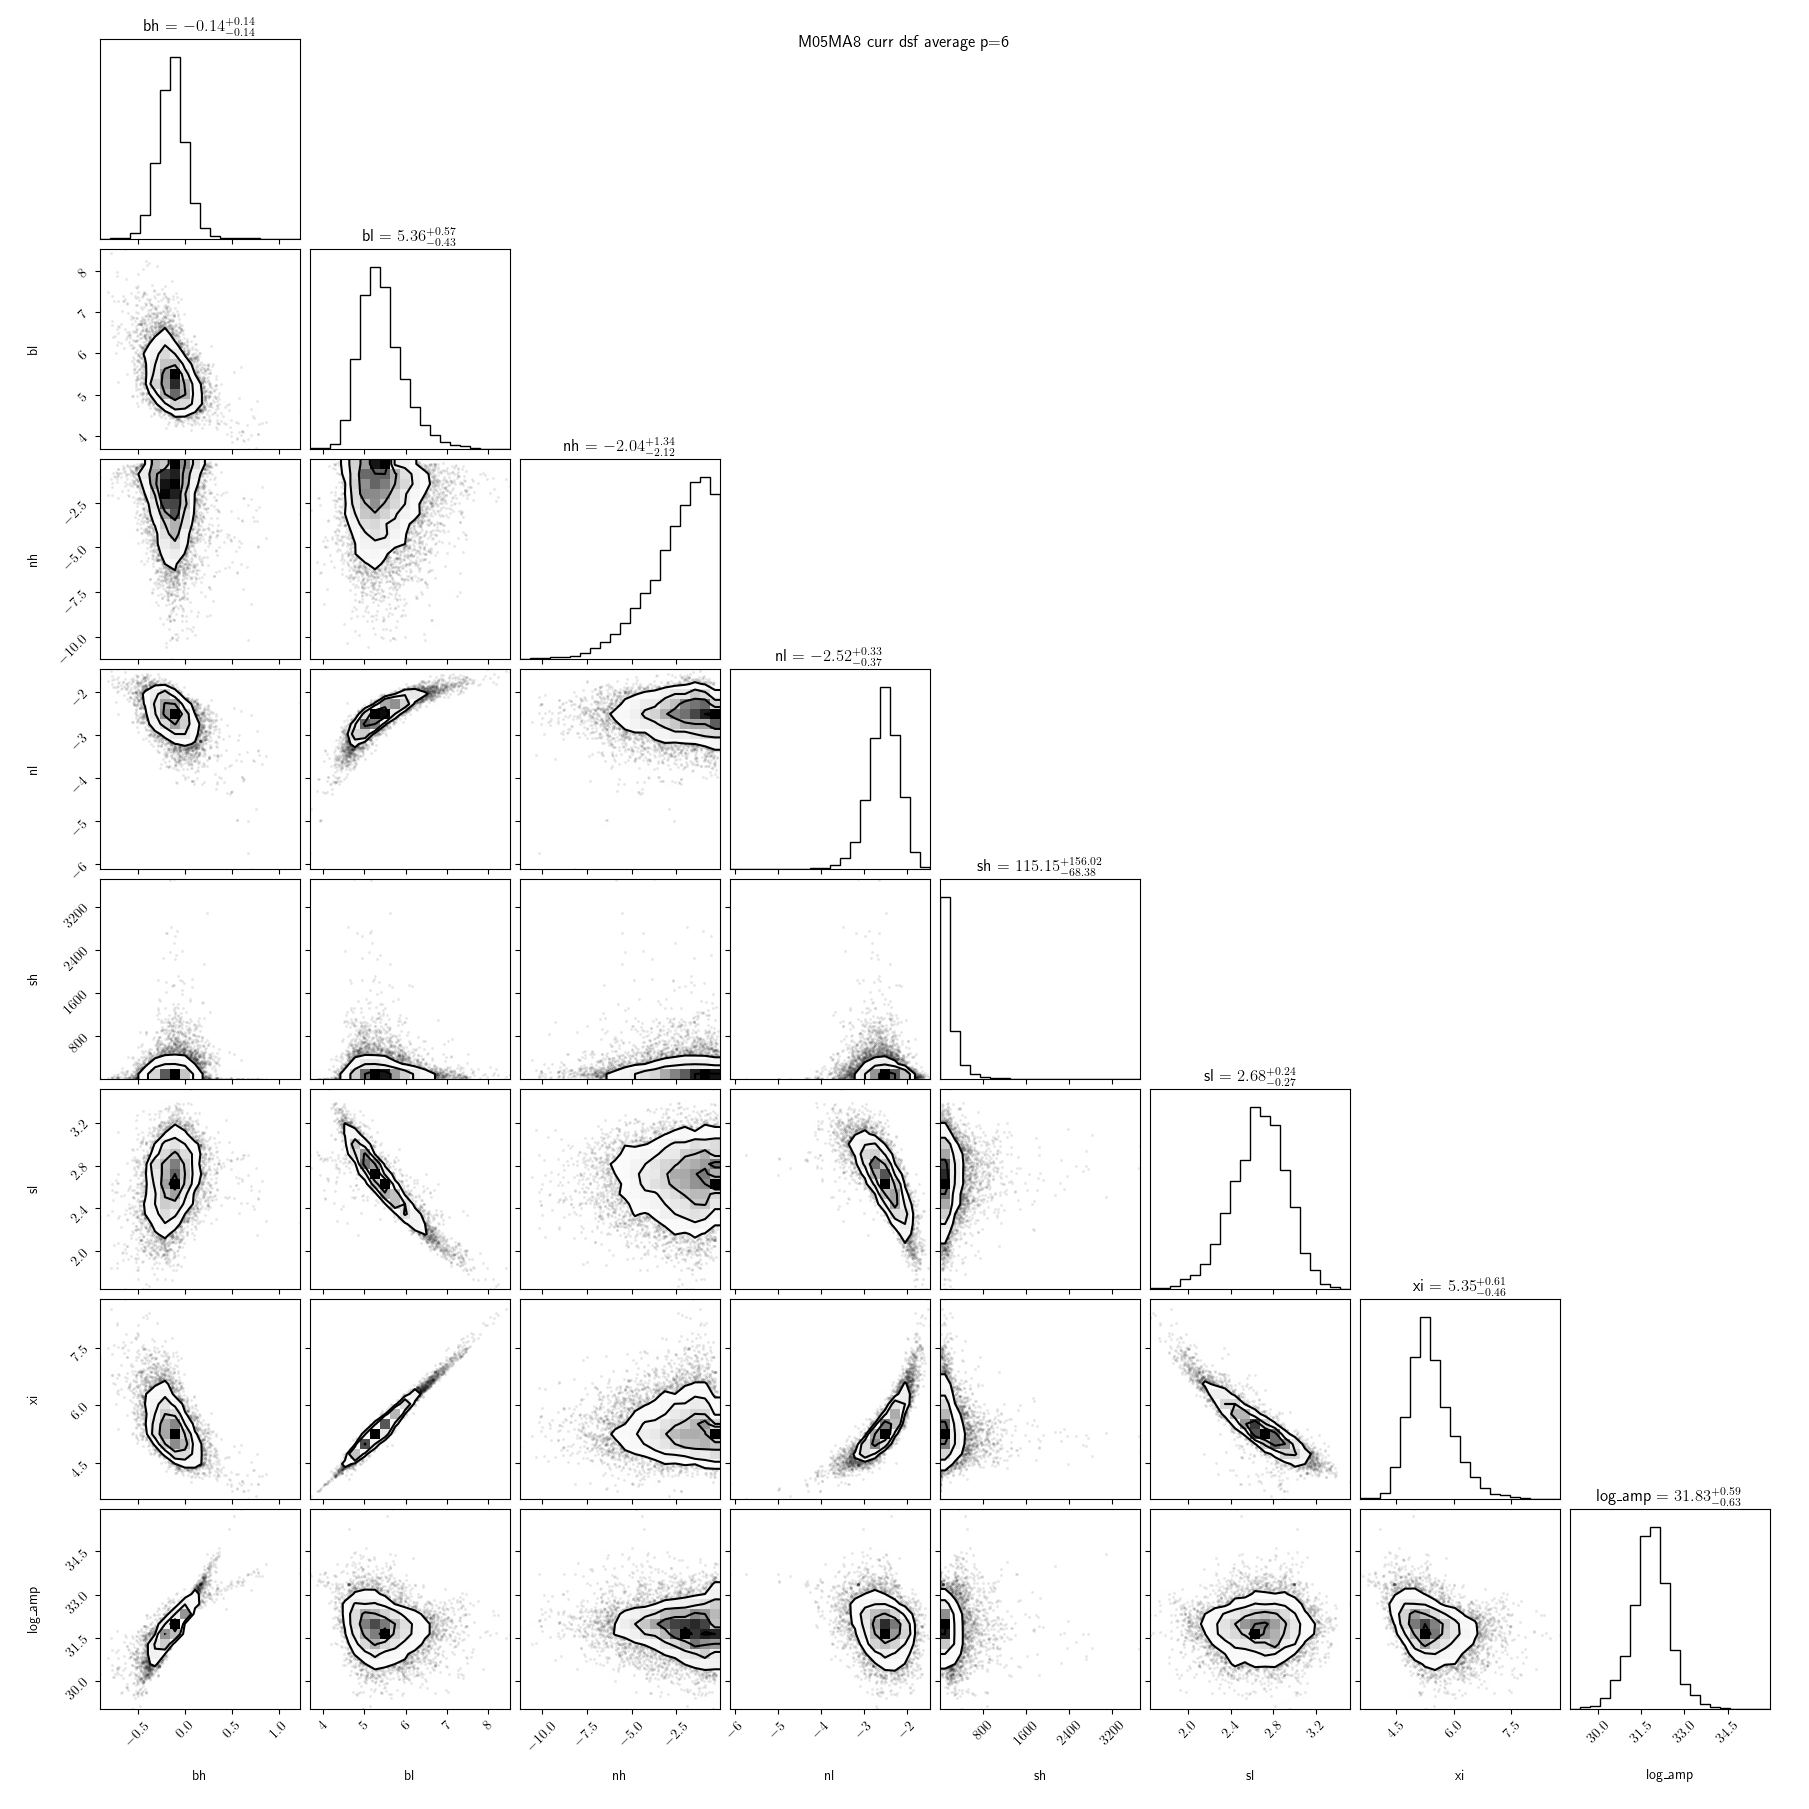 bh = −0.14+0.14−0.14
M05MA8 curr dsf average p=6
bl = 5.36+0.57−0.43
8
7
6
5
4
bl
nh = −2.04+1.34−2.12
−2.5
−5.0
−7.5
−10.0
nh
nl = −2.52+0.33−0.37
−2
−3
−4
−5
−6
nl
sh = 115.15+156.02−68.38
3200
2400
1600
800
sh
sl = 2.68+0.24−0.27
3.2
2.8
2.4
2.0
sl
xi = 5.35+0.61−0.46
7.5
6.0
4.5
xi
log_amp = 31.83+0.59−0.63
34.5
33.0
31.5
30.0
log_amp
−0.5 0.0 0.5 1.0 4 5 6 7 8 −10.0 −7.5 −5.0 −2.5 −6 −5 −4 −3 −2 800 1600 2400 3200 2.0 2.4 2.8 3.2 4.5 6.0 7.5 30.0 31.5 33.0 34.5
bh bl nh nl sh sl xi log_amp